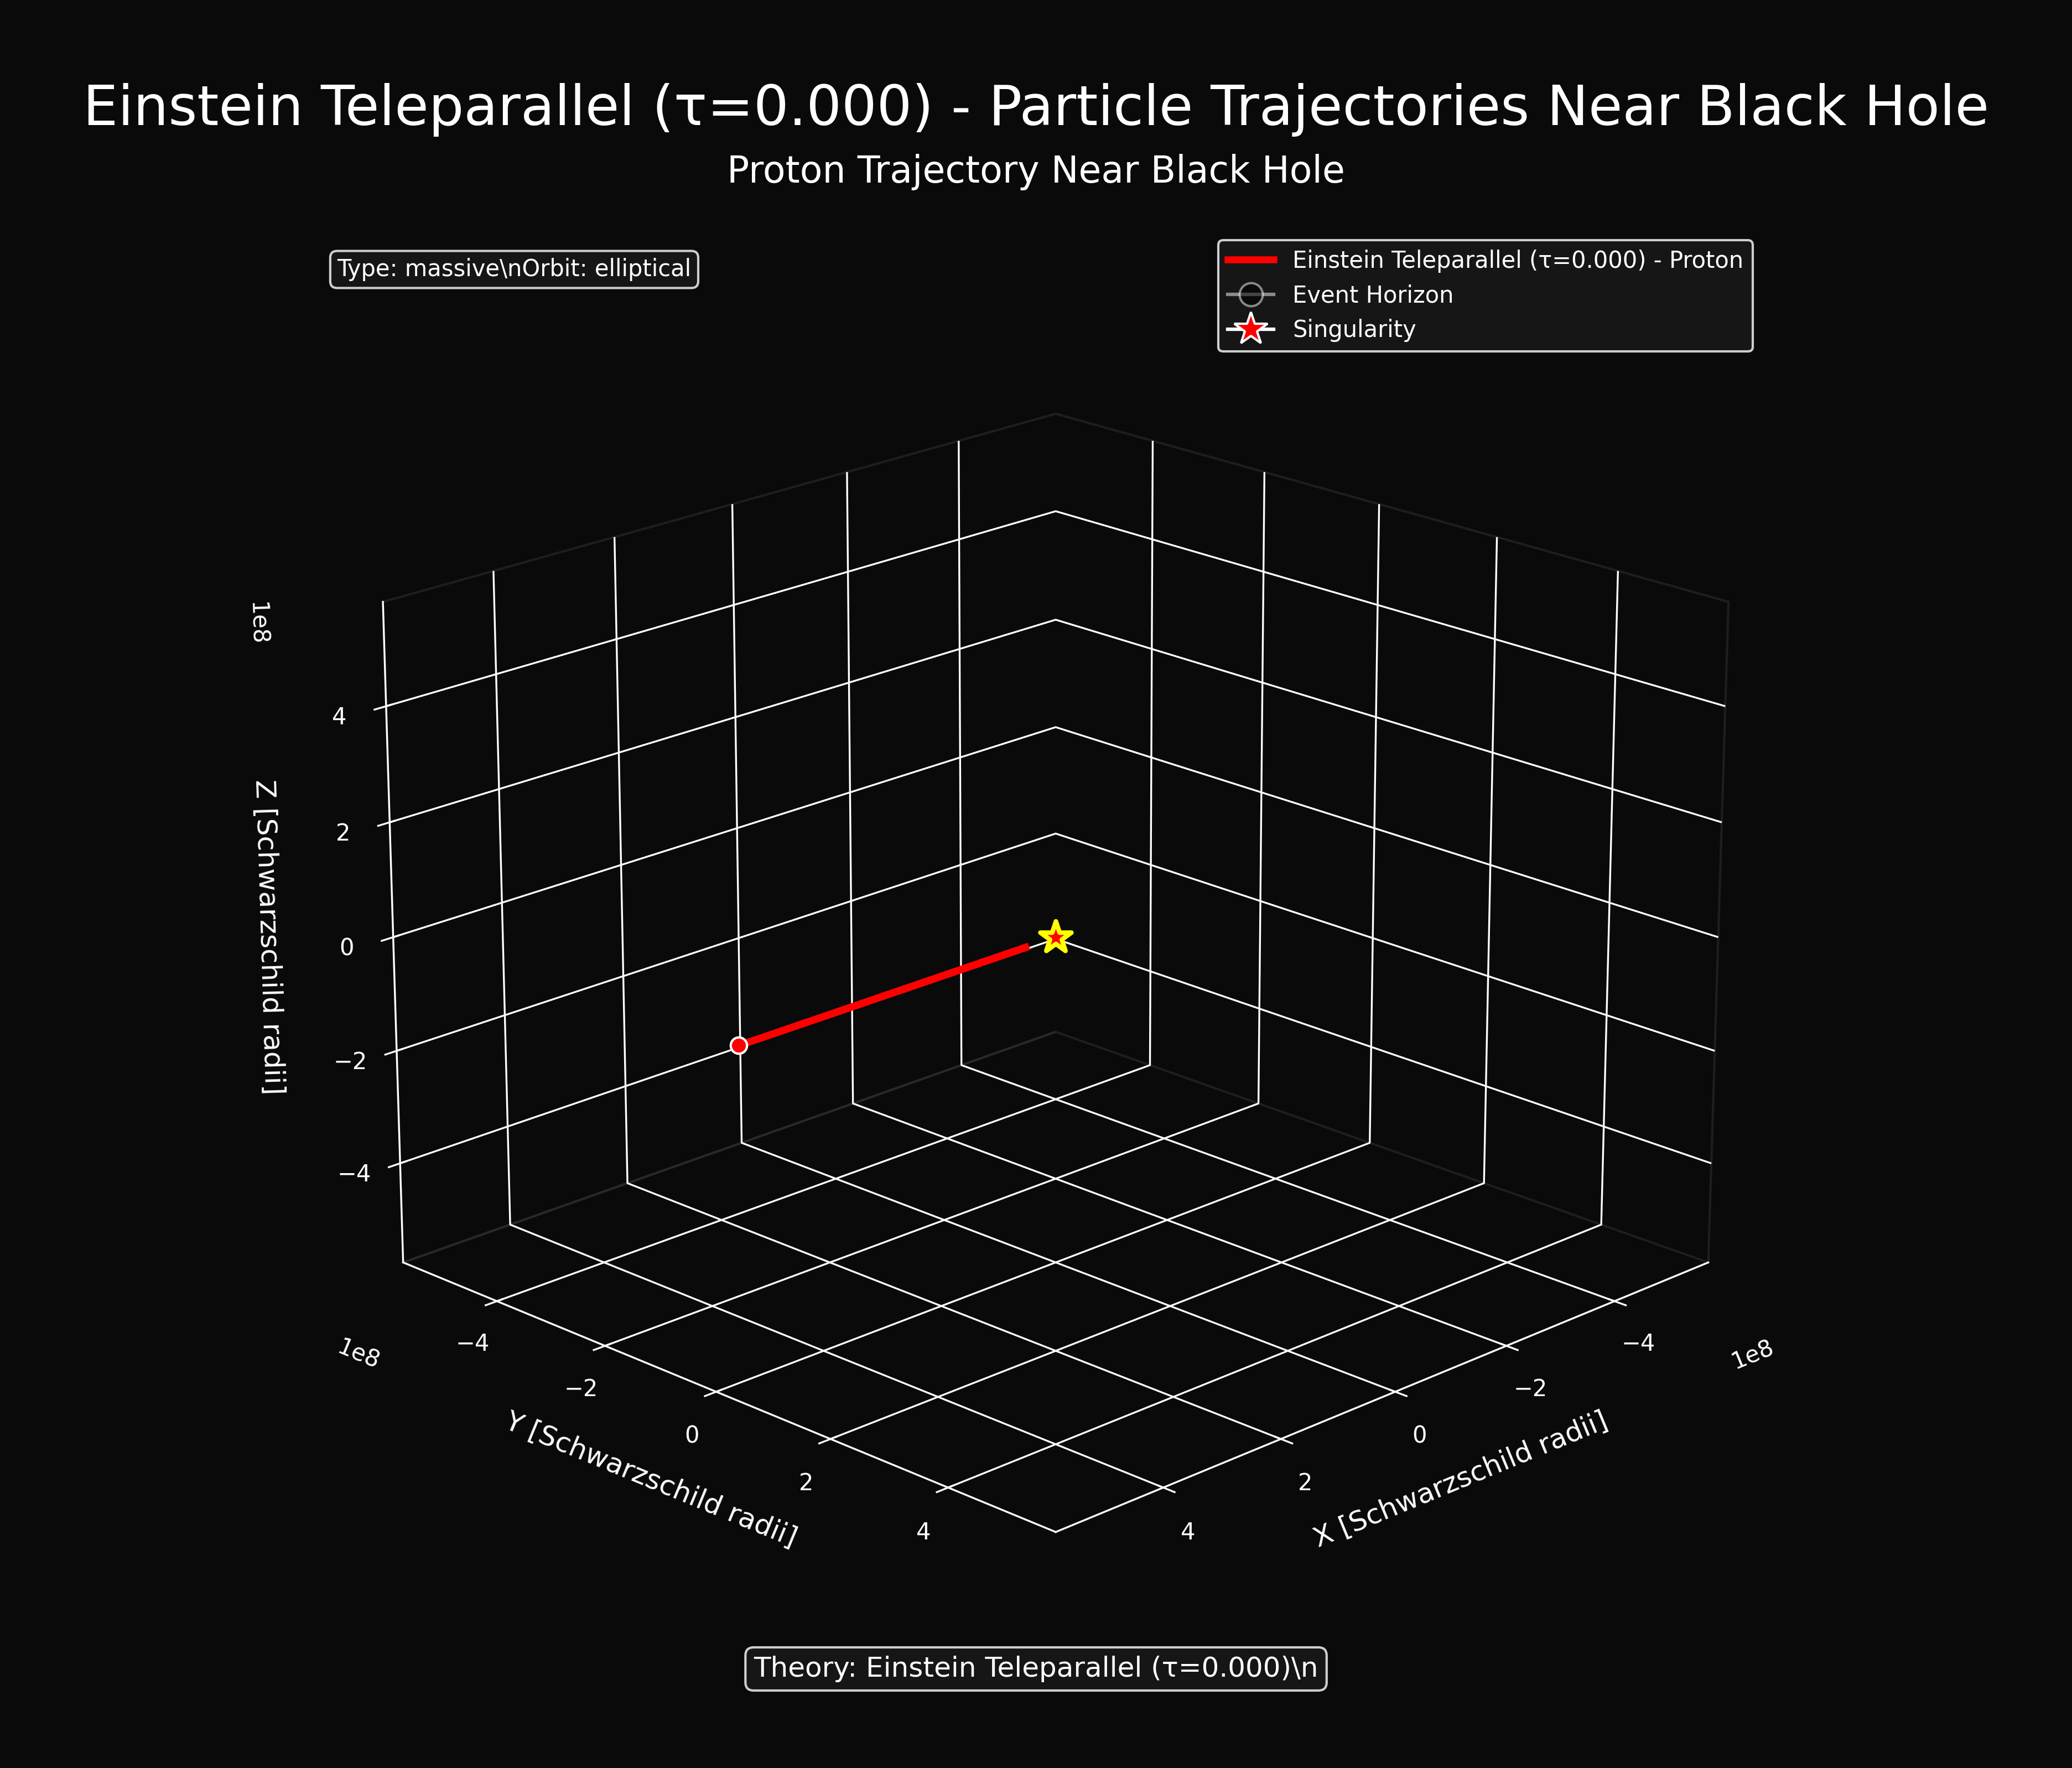 Einstein Teleparallel (τ=0.000) - Particle Trajectories Near Black Hole
Proton Trajectory Near Black Hole
Type: massive\nOrbit: elliptical
Einstein Teleparallel (τ=0.000) - Proton
Event Horizon
Singularity
1e8
4
2
0
−2
−4
Z [Schwarzschild radii]
1e8
−4
−2
0
2
4
Y [Schwarzschild radii]
4
2
0
−2
−4
1e8
X [Schwarzschild radii]
Theory: Einstein Teleparallel (τ=0.000)\n